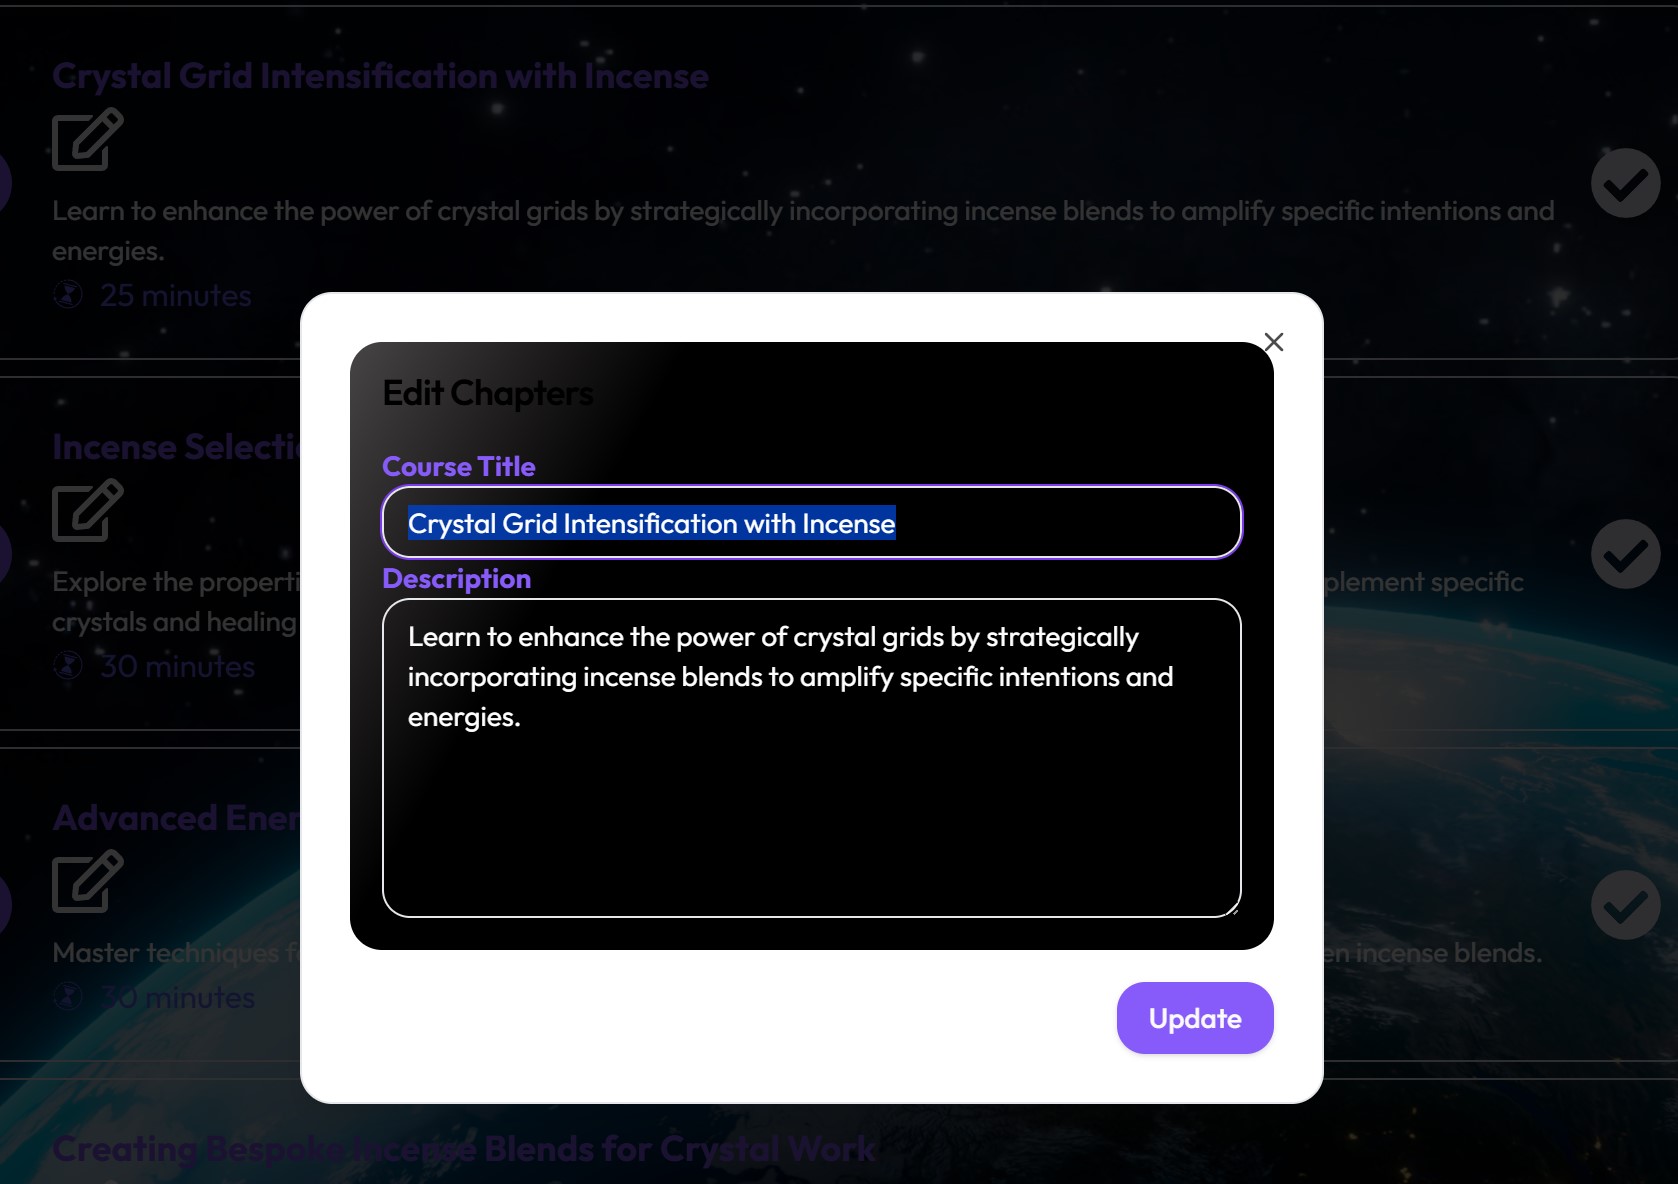 Crystal Grid Intensification with Incense
Learn to enhance the power of crystal grids by strategically incorporating incense blends to amplify specific intentions and
energies.
25 minutes
Incense Selectio
Explore the properti
plement specific
crystals and healing
30 minutes
Advanced Ener
Master techniques fo
en incense blends.
30 minutes
Creating Bespoke Incense Blends for Crystal Work
Edit Chapters
Course Title
Crystal Grid Intensification with Incense
Description
Learn to enhance the power of crystal grids by strategically
incorporating incense blends to amplify specific intentions and
energies.
Update